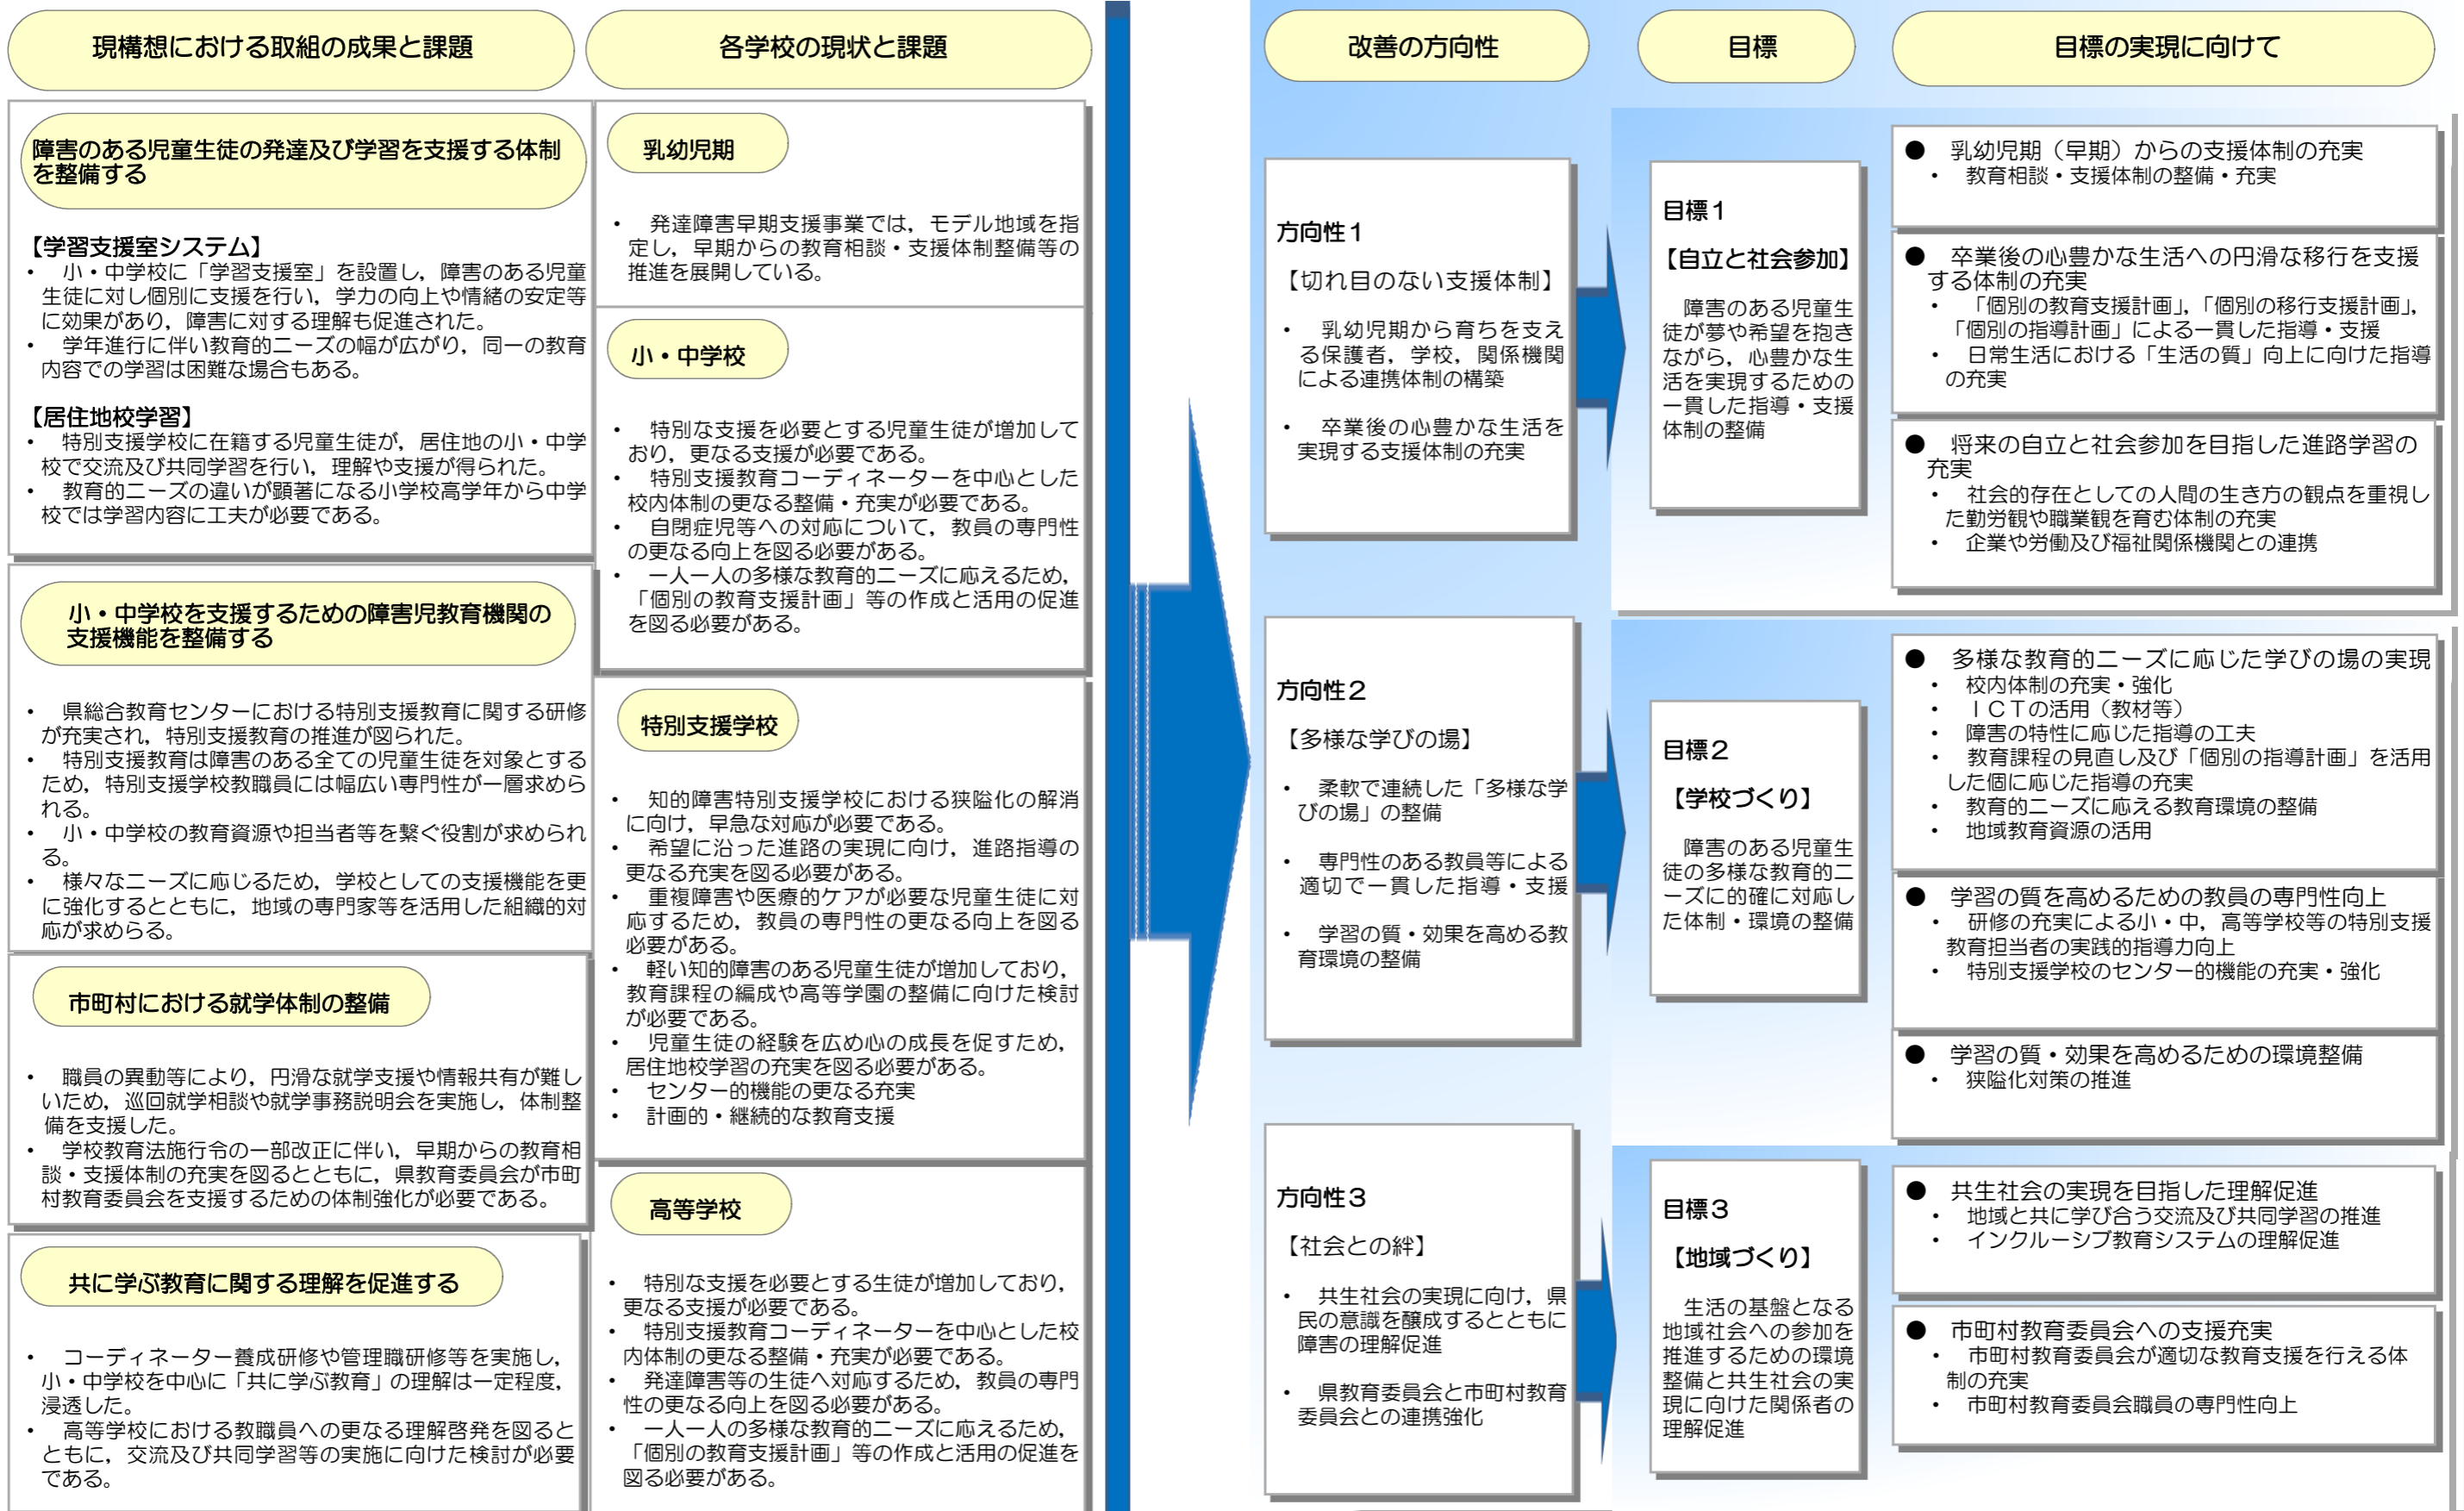 現構想における取組の成果と課題
障害のある児童生徒の発達及び学習を支援する体制
を整備する
【学習支援室システム】
・　小・中学校に「学習支援室」を設置し，障害のある児童
生徒に対し個別に支援を行い，学力の向上や情緒の安定等
に効果があり，障害に対する理解も促進された。
・　学年進行に伴い教育的ニーズの幅が広がり，同一の教育
内容での学習は困難な場合もある。
【居住地校学習】
・　特別支援学校に在籍する児童生徒が，居住地の小・中学
校で交流及び共同学習を行い，理解や支援が得られた。
・　教育的ニーズの違いが顕著になる小学校高学年から中学
校では学習内容に工夫が必要である。
小・中学校を支援するための障害児教育機関の
支援機能を整備する
・　県総合教育センターにおける特別支援教育に関する研修
が充実され，特別支援教育の推進が図られた。
・　特別支援教育は障害のある全ての児童生徒を対象とする
ため，特別支援学校教職員には幅広い専門性が一層求めら
れる。
・　小・中学校の教育資源や担当者等を繋ぐ役割が求められ
る。
・　様々なニーズに応じるため，学校としての支援機能を更
に強化するとともに，地域の専門家等を活用した組織的対
応が求めらる。
市町村における就学体制の整備
・　職員の異動等により，円滑な就学支援や情報共有が難し
いため，巡回就学相談や就学事務説明会を実施し，体制整
備を支援した。
・　学校教育法施行令の一部改正に伴い，早期からの教育相
談・支援体制の充実を図るとともに，県教育委員会が市町
村教育委員会を支援するための体制強化が必要である。
共に学ぶ教育に関する理解を促進する
・　コーディネーター養成研修や管理職研修等を実施し，
小・中学校を中心に「共に学ぶ教育」の理解は一定程度，
浸透した。
・　高等学校における教職員への更なる理解啓発を図ると
ともに，交流及び共同学習等の実施に向けた検討が必要
である。
各学校の現状と課題
乳幼児期
・　発達障害早期支援事業では，モデル地域を指
定し，早期からの教育相談・支援体制整備等の
推進を展開している。
小・中学校
・　特別な支援を必要とする児童生徒が増加して
おり，更なる支援が必要である。
・　特別支援教育コーディネーターを中心とした
校内体制の更なる整備・充実が必要である。
・　自閉症児等への対応について，教員の専門性
の更なる向上を図る必要がある。
・　一人一人の多様な教育的ニーズに応えるため，
「個別の教育支援計画」等の作成と活用の促進
を図る必要がある。
特別支援学校
・　知的障害特別支援学校における狭隘化の解消
に向け，早急な対応が必要である。
・　希望に沿った進路の実現に向け，進路指導の
更なる充実を図る必要がある。
・　重複障害や医療的ケアが必要な児童生徒に対
応するため，教員の専門性の更なる向上を図る
必要がある。
・　軽い知的障害のある児童生徒が増加しており，
教育課程の編成や高等学園の整備に向けた検討
が必要である。
・　児童生徒の経験を広め心の成長を促すため，
居住地校学習の充実を図る必要がある。
・　センター的機能の更なる充実
・　計画的・継続的な教育支援
高等学校
・　特別な支援を必要とする生徒が増加しており，
更なる支援が必要である。
・　特別支援教育コーディネーターを中心とした校
内体制の更なる整備・充実が必要である。
・　発達障害等の生徒へ対応するため，教員の専門
性の更なる向上を図る必要がある。
・　一人一人の多様な教育的ニーズに応えるため，
「個別の教育支援計画」等の作成と活用の促進を
図る必要がある。
改善の方向性
方向性１
【切れ目のない支援体制】
・　乳幼児期から育ちを支え
る保護者，学校，関係機関
による連携体制の構築
・　卒業後の心豊かな生活を
実現する支援体制の充実
方向性２
【多様な学びの場】
・　柔軟で連続した「多様な学
びの場」の整備
・　専門性のある教員等による
適切で一貫した指導・支援
・　学習の質・効果を高める教
育環境の整備
方向性３
【社会との絆】
・　共生社会の実現に向け，県
民の意識を醸成するとともに
障害の理解促進
・　県教育委員会と市町村教育
委員会との連携強化
目標
目標１
【自立と社会参加】
障害のある児童生
徒が夢や希望を抱き
ながら，心豊かな生
活を実現するための
一貫した指導・支援
体制の整備
目標２
【学校づくり】
障害のある児童生
徒の多様な教育的ニ
ーズに的確に対応し
た体制・環境の整備
目標３
【地域づくり】
生活の基盤となる
地域社会への参加を
推進するための環境
整備と共生社会の実
現に向けた関係者の
理解促進
目標の実現に向けて
●　乳幼児期（早期）からの支援体制の充実
・　教育相談・支援体制の整備・充実
●　卒業後の心豊かな生活への円滑な移行を支援
する体制の充実
・　「個別の教育支援計画」，「個別の移行支援計画」，
「個別の指導計画」による一貫した指導・支援
・　日常生活における「生活の質」向上に向けた指導
の充実
●　将来の自立と社会参加を目指した進路学習の
充実
・　社会的存在としての人間の生き方の観点を重視し
た勤労観や職業観を育む体制の充実
・　企業や労働及び福祉関係機関との連携
●　多様な教育的ニーズに応じた学びの場の実現
・　校内体制の充実・強化
・　ＩＣＴの活用（教材等）
・　障害の特性に応じた指導の工夫
・　教育課程の見直し及び「個別の指導計画」を活用
した個に応じた指導の充実
・　教育的ニーズに応える教育環境の整備
・　地域教育資源の活用
●　学習の質を高めるための教員の専門性向上
・　研修の充実による小・中，高等学校等の特別支援
教育担当者の実践的指導力向上
・　特別支援学校のセンター的機能の充実・強化
●　学習の質・効果を高めるための環境整備
・　狭隘化対策の推進
●　共生社会の実現を目指した理解促進
・　地域と共に学び合う交流及び共同学習の推進
・　インクルーシブ教育システムの理解促進
●　市町村教育委員会への支援充実
・　市町村教育委員会が適切な教育支援を行える体
制の充実
・　市町村教育委員会職員の専門性向上